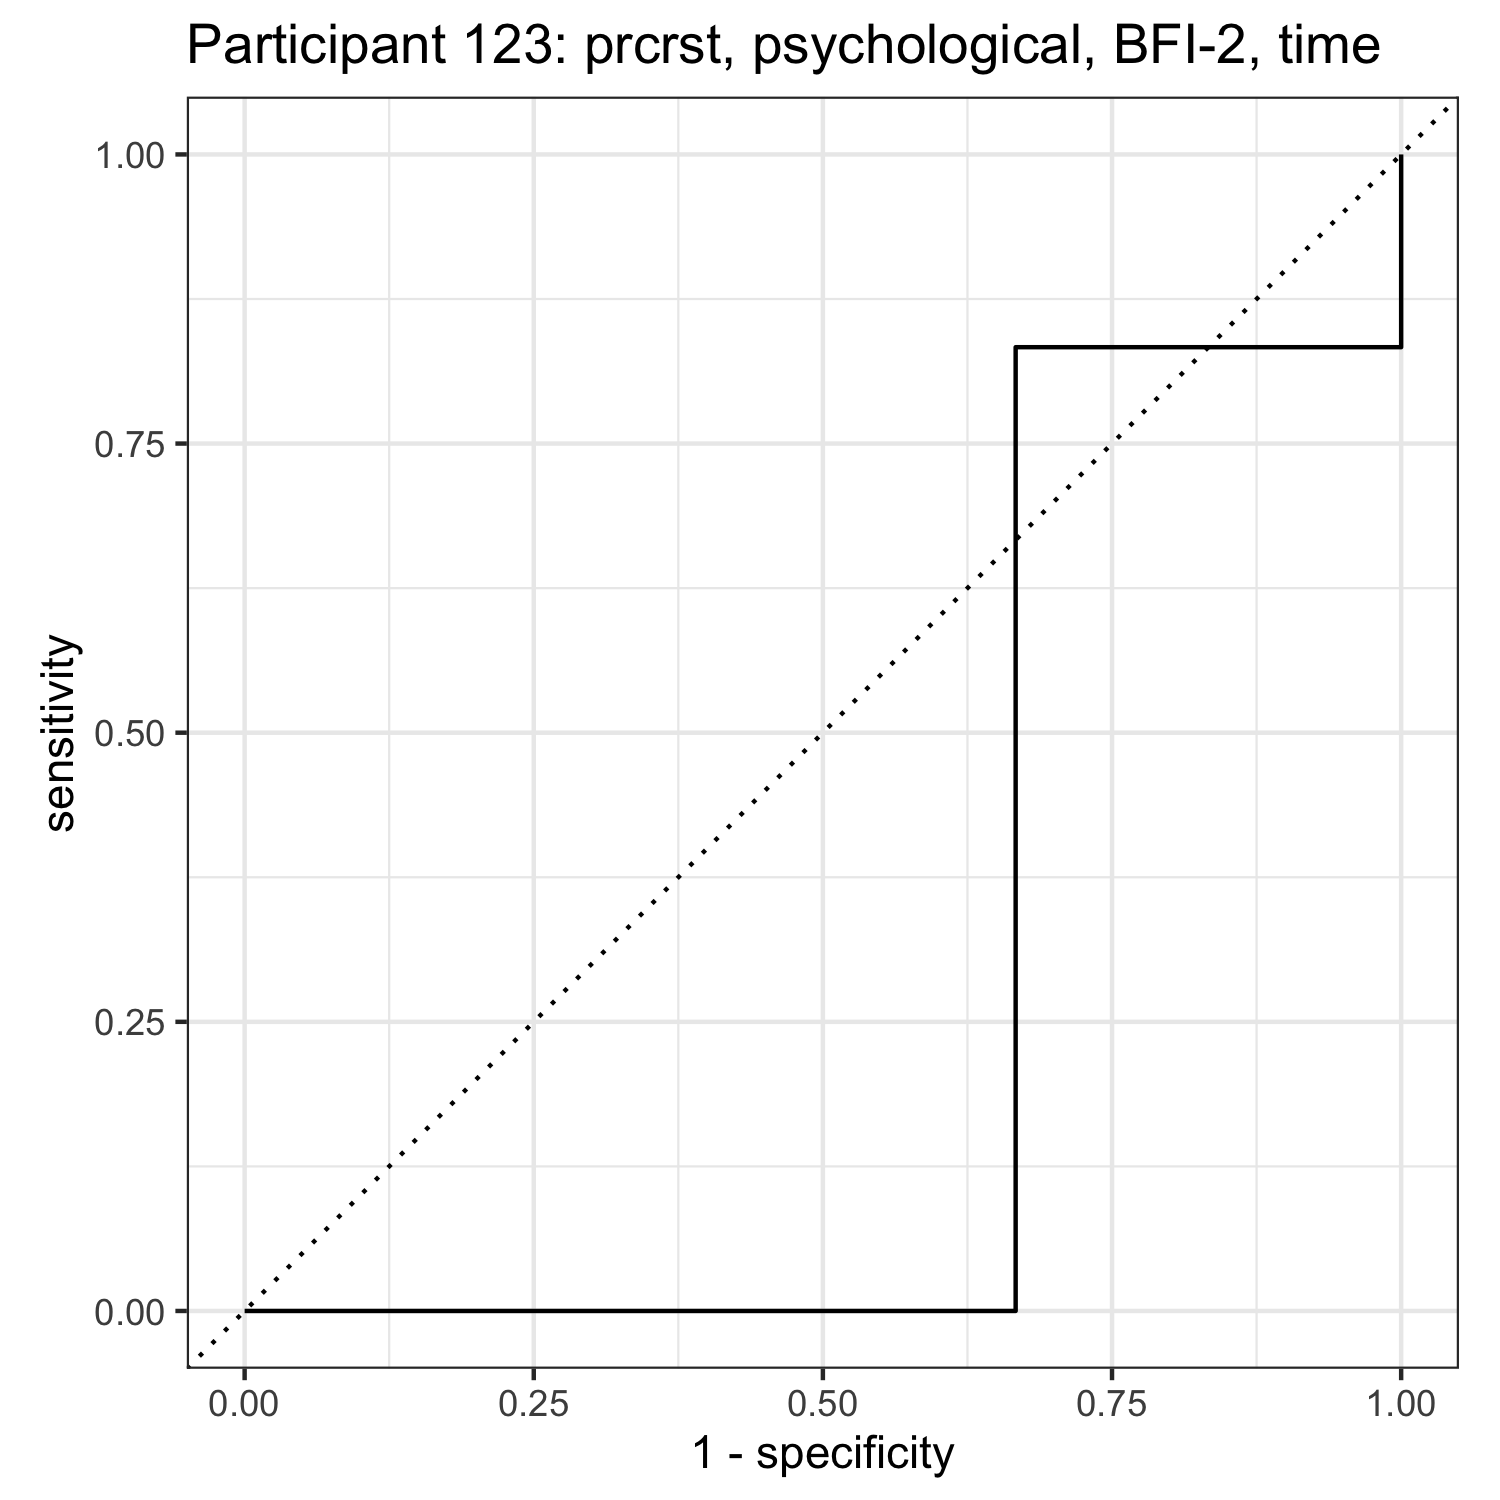 Participant 123: prcrst, psychological, BFI-2, time
1.00
0.75
0.50
0.25
0.00
sensitivity
0.00 0.25 0.50 0.75 1.00
1 - specificity